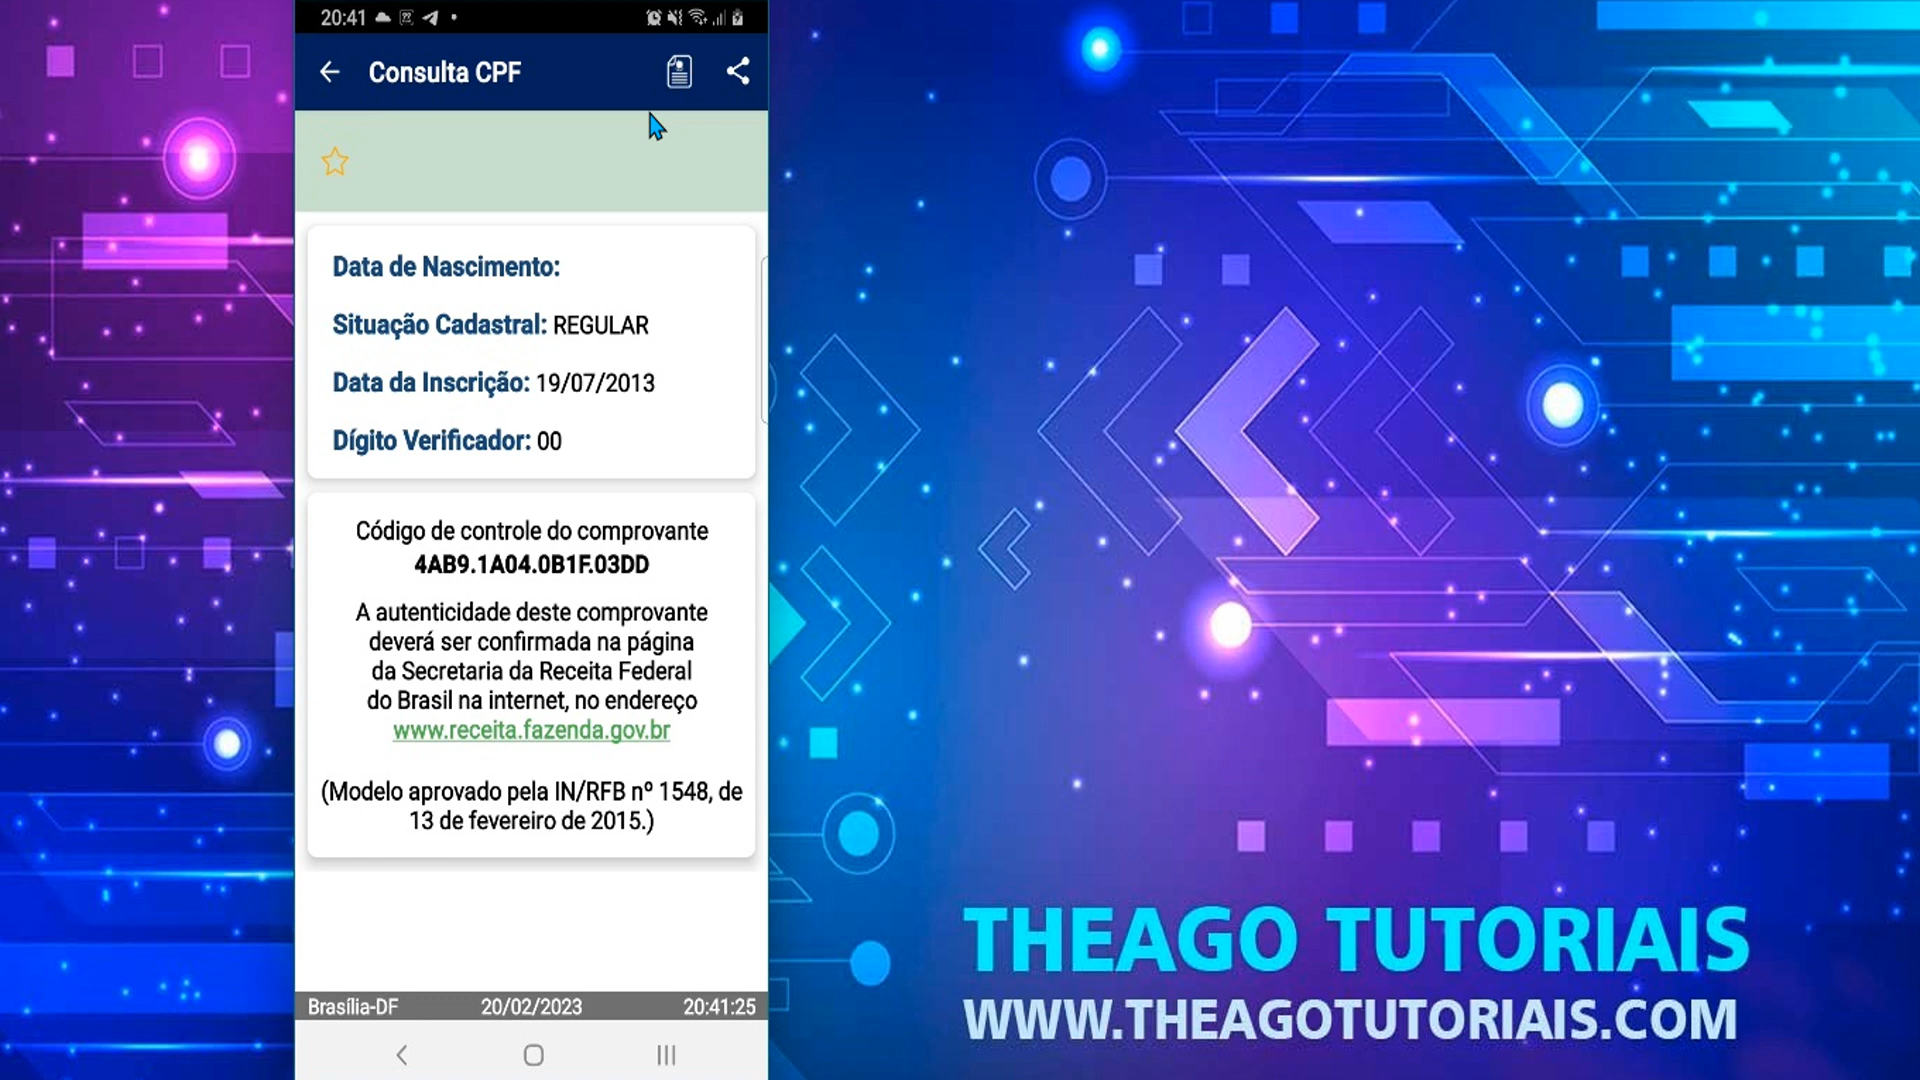 20:41
Consulta CPF
Data de Nascimento:
Situação Cadastral: REGULAR
Data da Inscrição: 19/07/2013
Dígito Verificador: 00
Código de controle do comprovante
4AB9.1A04.0B1F.03DD
A autenticidade deste comprovante
deverá ser confirmada na página
da Secretaria da Receita Federal
do Brasil na internet, no endereço
www.receita.fazenda.gov.br
(Modelo aprovado pela IN/RFB nº 1548, de
13 de fevereiro de 2015.)
Brasília-DF 20/02/2023 20:41:25
THEAGO TUTORIAIS
WWW.THEAGOTUTORIAIS.COM